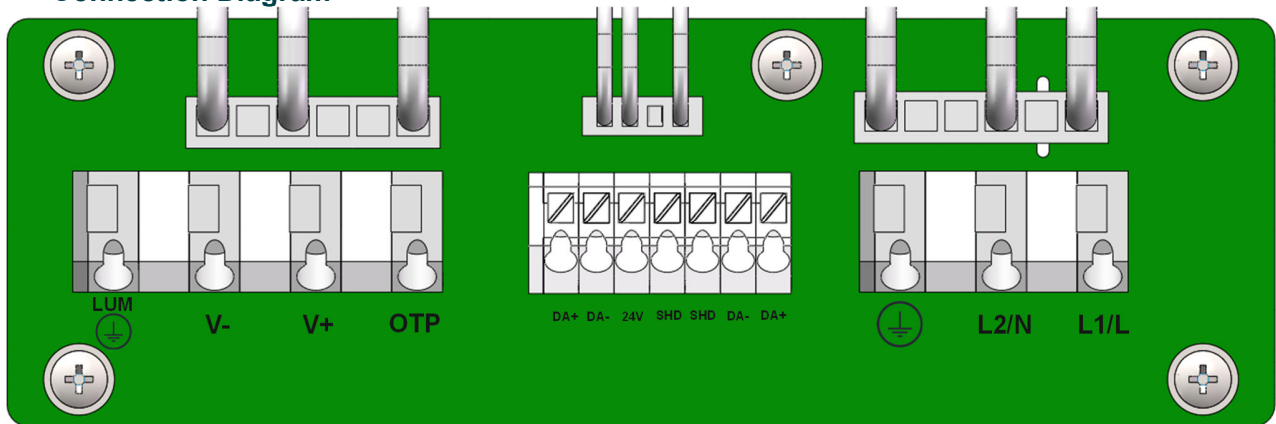 Connection Diagram
LUM
V-
V+
OTP
DA+ DA- 24V SHD SHD DA- DA+
L2/N
L1/L